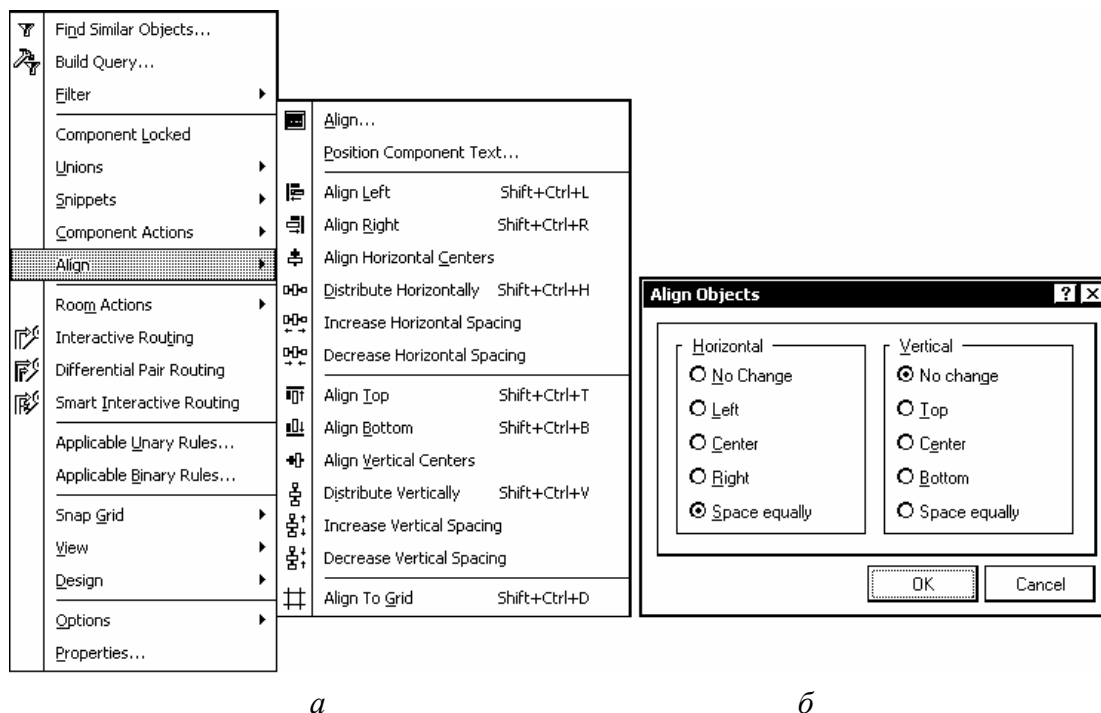 Find Similar Objects...
Build Query...
Filter
Component Locked
Unions
Snippets
Component Actions
Align
Room Actions
Interactive Routing
Differential Pair Routing
Smart Interactive Routing
Applicable Unary Rules...
Applicable Binary Rules...
Snap Grid
View
Design
Options
Properties...
Align...
Position Component Text...
Align Left Shift+Ctrl+L
Align Right Shift+Ctrl+R
Align Horizontal Centers
Distribute Horizontally Shift+Ctrl+H
Increase Horizontal Spacing
Decrease Horizontal Spacing
Align Top Shift+Ctrl+T
Align Bottom Shift+Ctrl+B
Align Vertical Centers
Distribute Vertically Shift+Ctrl+V
Increase Vertical Spacing
Decrease Vertical Spacing
Align To Grid Shift+Ctrl+D
Align Objects
Horizontal
No Change
Left
Center
Right
Space equally
Vertical
No change
Top
Center
Bottom
Space equally
OK Cancel
а б